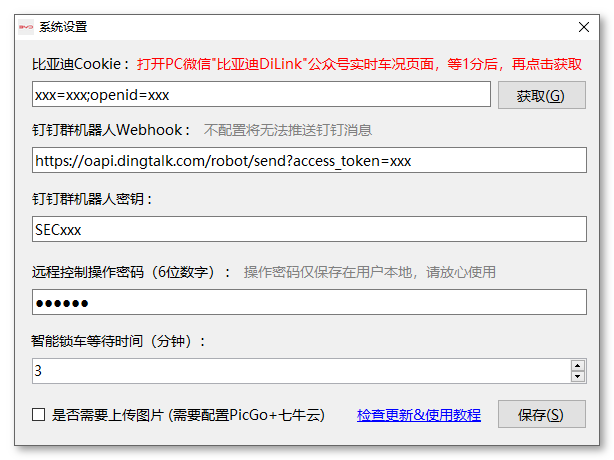 BYD 系统设置
比亚迪Cookie： 打开PC微信"比亚迪DiLink"公众号实时车况页面，等1分后，再点击获取
xxx=xxx;openid=xxx 获取(G)
钉钉群机器人Webhook： 不配置将无法推送钉钉消息
https://oapi.dingtalk.com/robot/send?access_token=xxx
钉钉群机器人密钥：
SECxxx
远程控制操作密码（6位数字）： 操作密码仅保存在用户本地，请放心使用
●●●●●●
智能锁车等待时间（分钟）：
3
是否需要上传图片 (需要配置PicGo+七牛云) 检查更新&使用教程 保存(S)